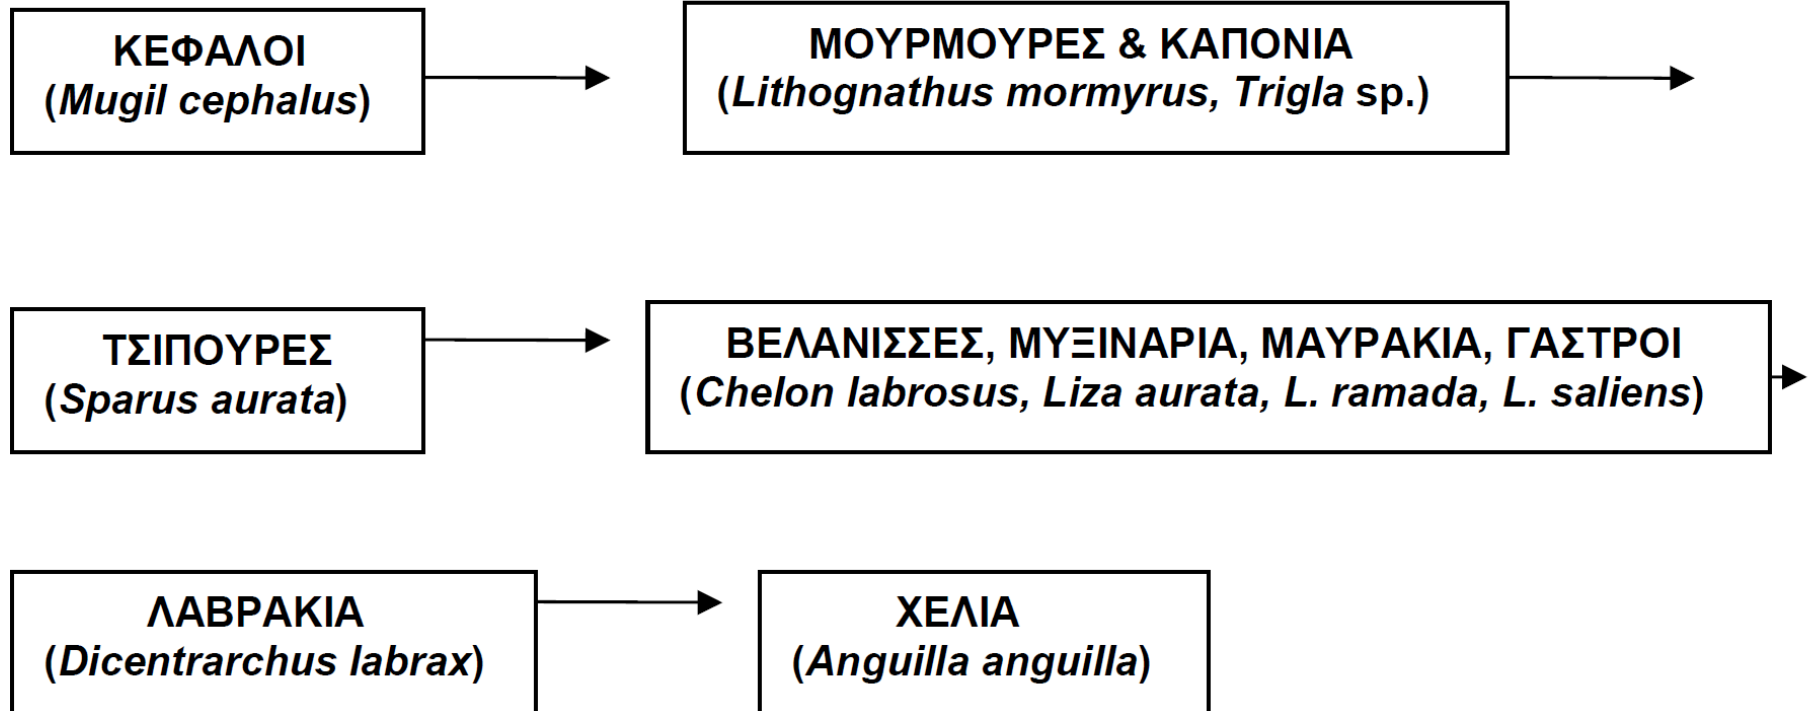 ΚΕΦΑΛΟΙ
(Mugil cephalus)
ΜΟΥΡΜΟΥΡΕΣ & ΚΑΠΟΝΙΑ
(Lithognathus mormyrus, Trigla sp.)
ΤΣΙΠΟΥΡΕΣ
(Sparus aurata)
ΒΕΛΑΝΙΣΣΕΣ, ΜΥΞΙΝΑΡΙΑ, ΜΑΥΡΑΚΙΑ, ΓΑΣΤΡΟΙ
(Chelon labrosus, Liza aurata, L. ramada, L. saliens)
ΛΑΒΡΑΚΙΑ
(Dicentrarchus labrax)
ΧΕΛΙΑ
(Anguilla anguilla)